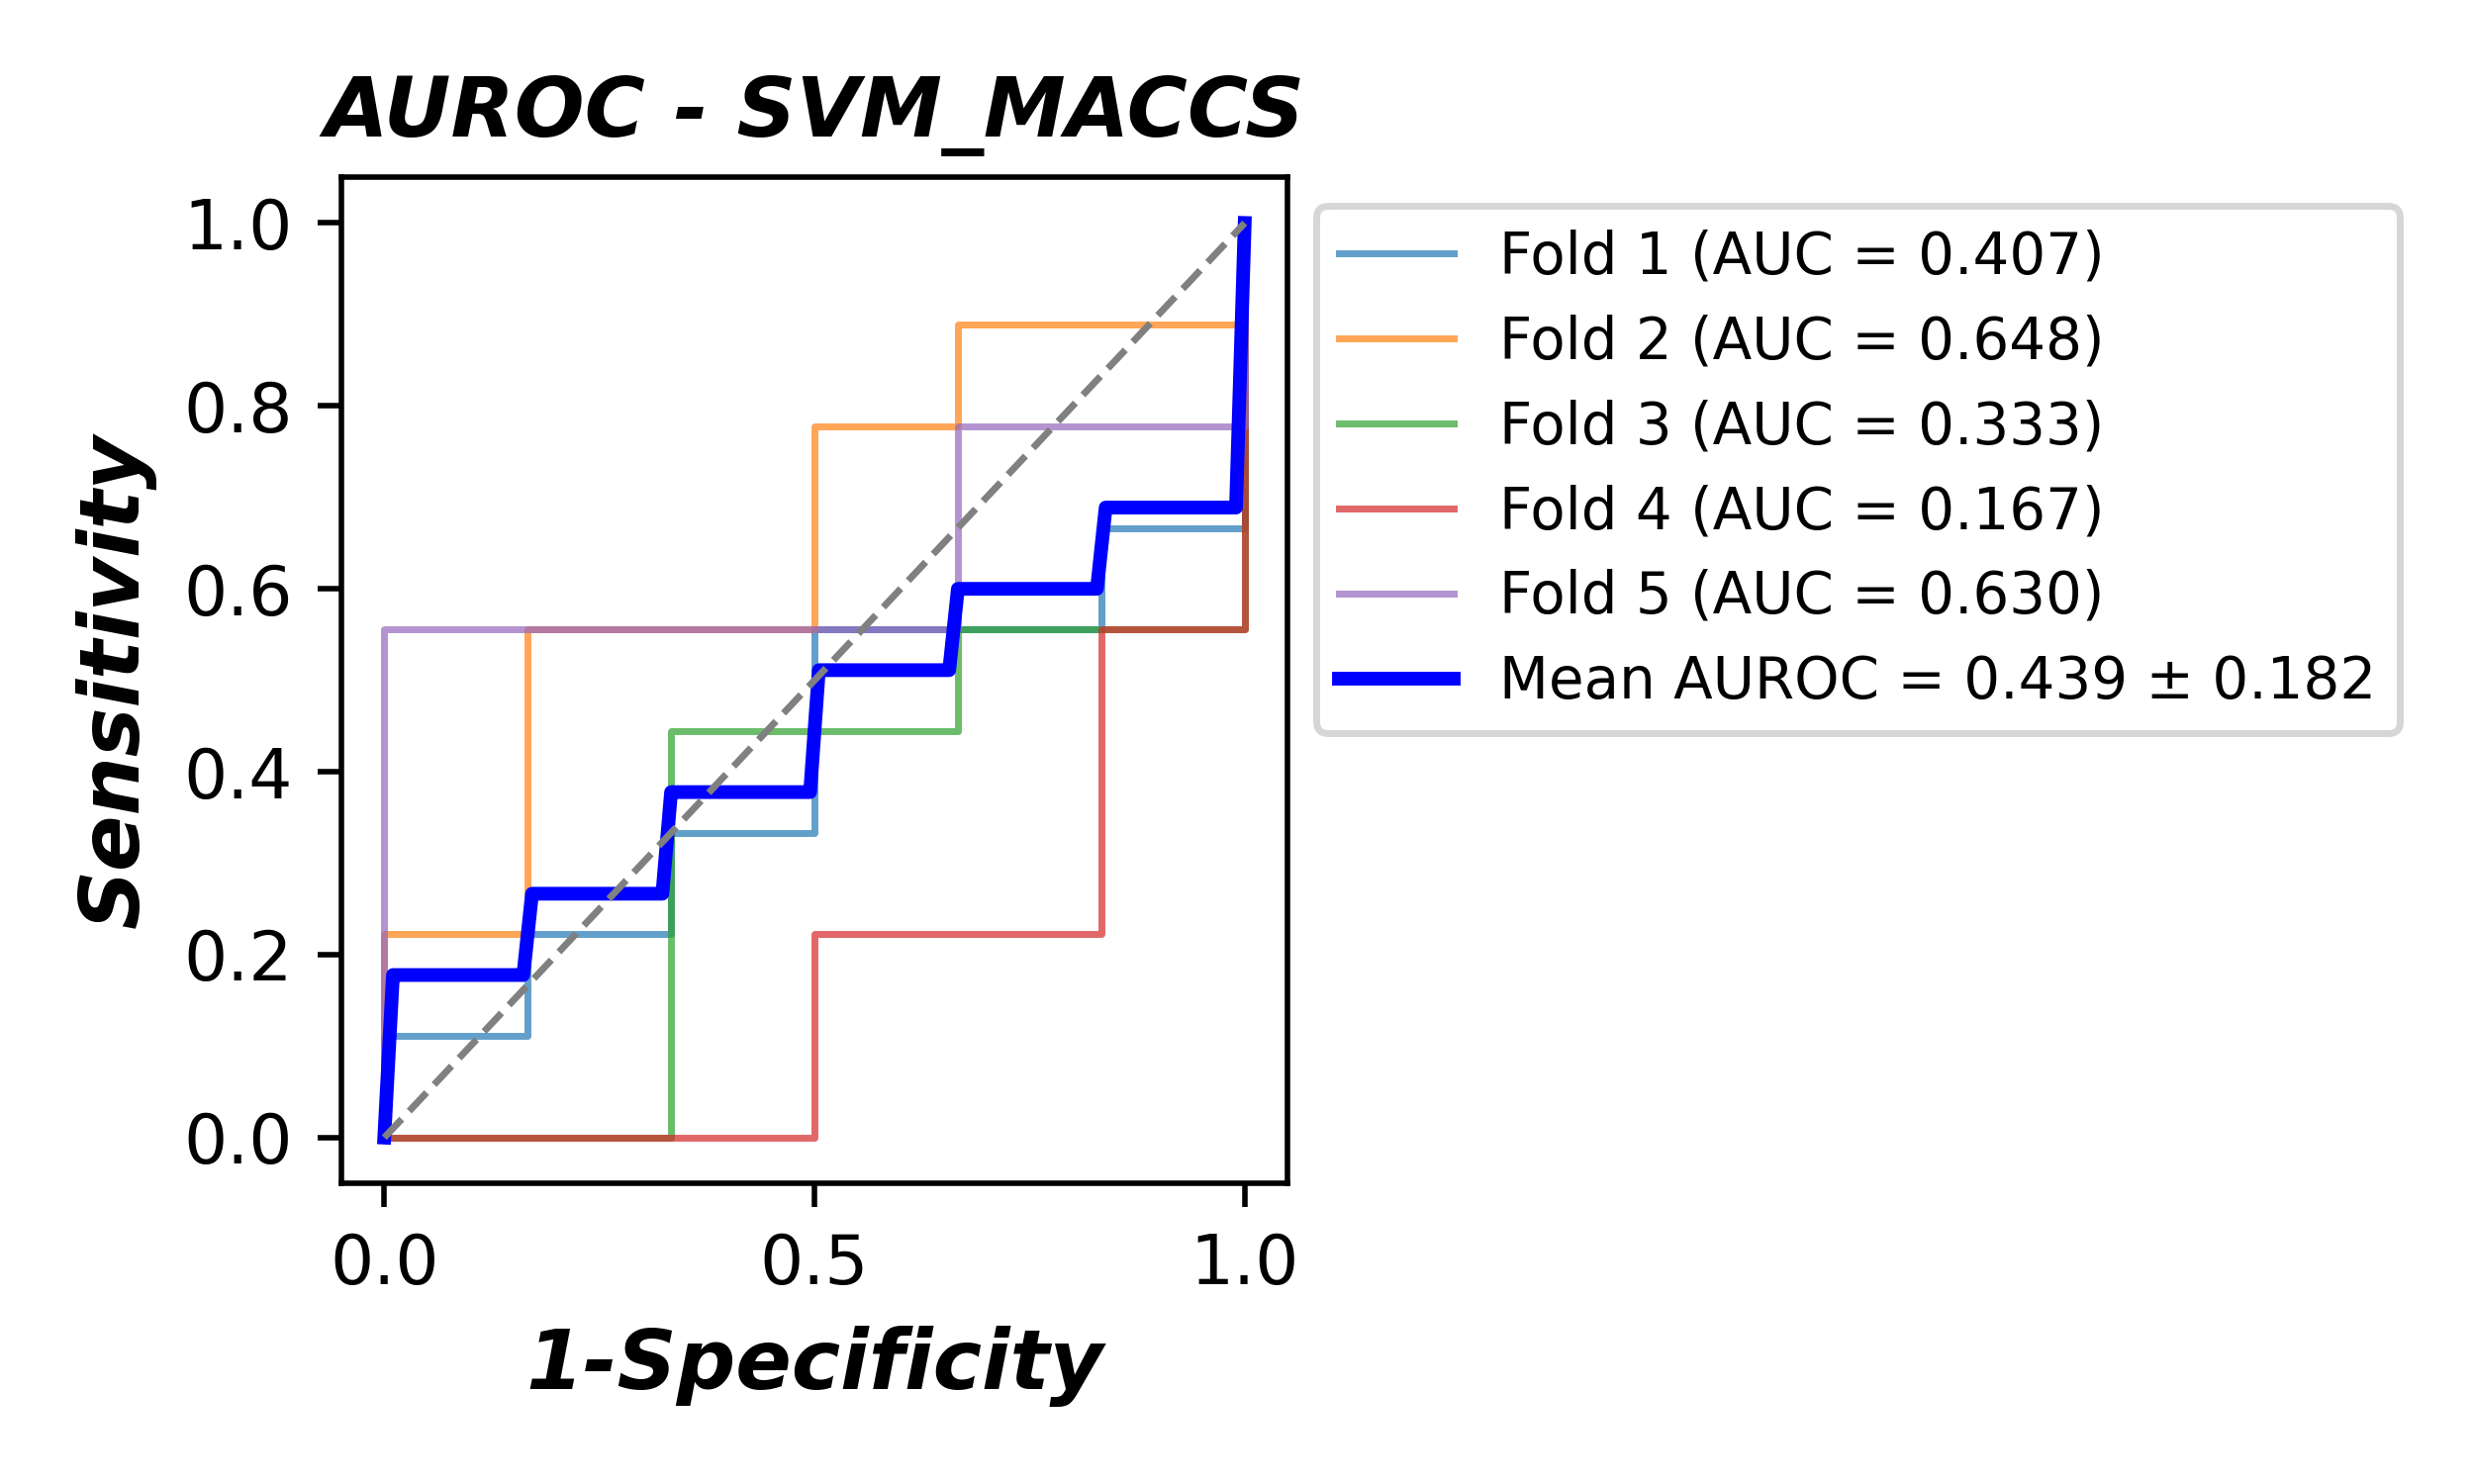 AUROC - SVM_MACCS
Sensitivity
1.0
0.8
0.6
0.4
0.2
0.0
0.0 0.5 1.0
1-Specificity
Fold 1 (AUC = 0.407)
Fold 2 (AUC = 0.648)
Fold 3 (AUC = 0.333)
Fold 4 (AUC = 0.167)
Fold 5 (AUC = 0.630)
Mean AUROC = 0.439 ± 0.182